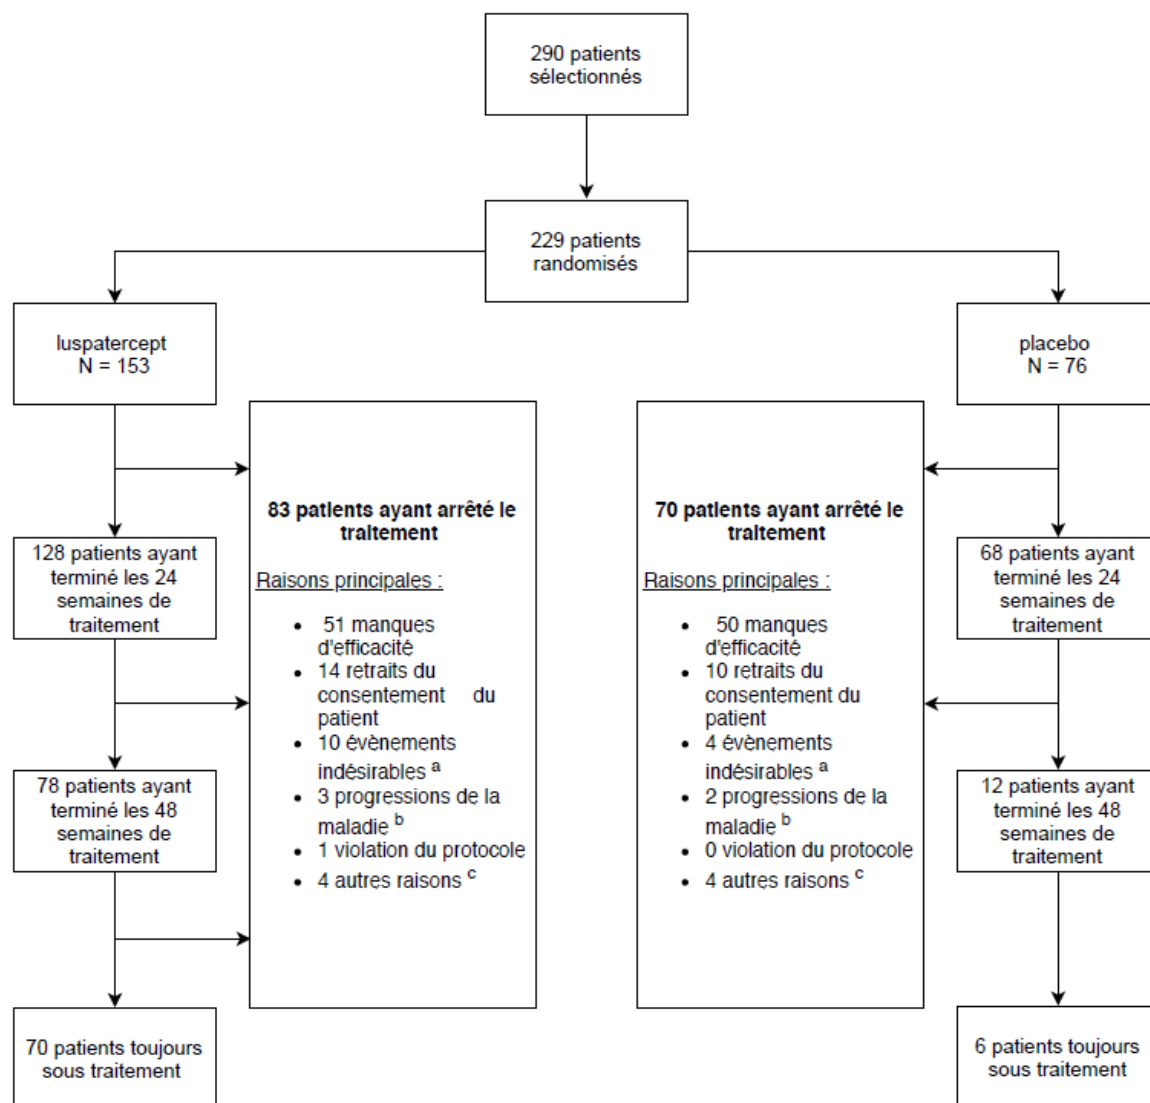 290 patients
sélectionnés
229 patients
randomisés
luspatercept
N = 153
placebo
N = 76
83 patients ayant arrêté le
traitement
Raisons principales :
• 51 manques
d'efficacité
• 14 retraits du
consentement du
patient
• 10 évènements
indésirables a
• 3 progressions de la
maladie b
• 1 violation du protocole
• 4 autres raisons c
70 patients ayant arrêté le
traitement
Raisons principales :
• 50 manques
d'efficacité
• 10 retraits du
consentement du
patient
• 4 évènements
indésirables a
• 2 progressions de la
maladie b
• 0 violation du protocole
• 4 autres raisons c
128 patients ayant
terminé les 24
semaines de
traitement
68 patients ayant
terminé les 24
semaines de
traitement
78 patients ayant
terminé les 48
semaines de
traitement
12 patients ayant
terminé les 48
semaines de
traitement
70 patients toujours
sous traitement
6 patients toujours
sous traitement